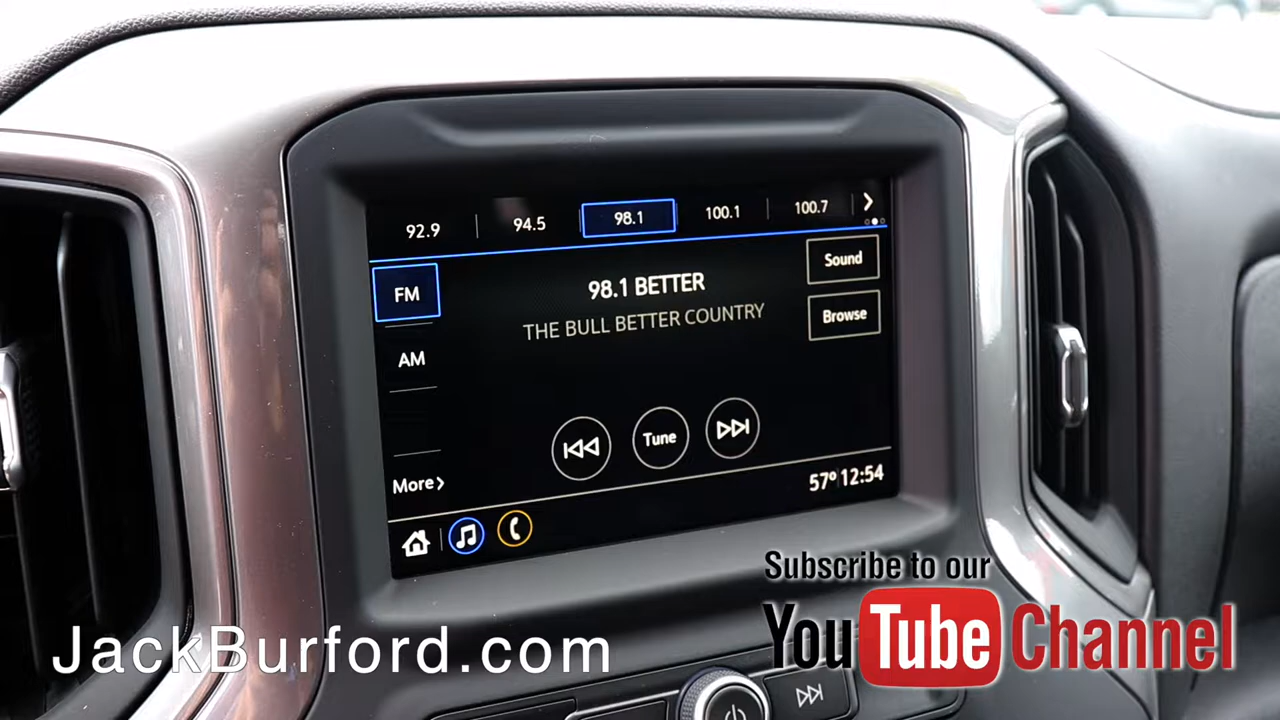 92.9 94.5 98.1 100.1 100.7
FM
98.1 BETTER
Sound
THE BULL BETTER COUNTRY
Browse
AM
Tune
More
57° 12:54
Subscribe to our
YouTube Channel
JackBurford.com